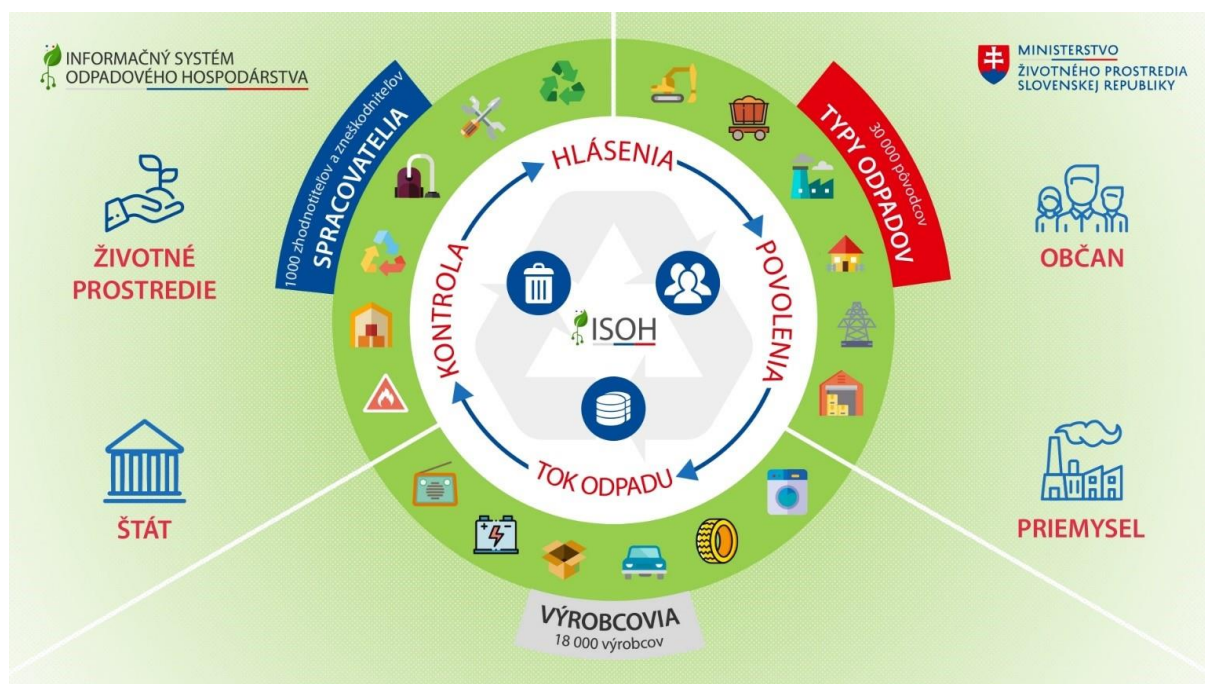 INFORMAČNÝ SYSTÉM
ODPADOVÉHO HOSPODÁRSTVA
MINISTERSTVO
ŽIVOTNÉHO PROSTREDIA
SLOVENSKEJ REPUBLIKY
1000 zhodnotiteľov a zneškodniteľov
SPRACOVATELIA
30 000 pôvodcov
TYPY ODPADOV
HLÁSENIA
POVOLENIA
TOK ODPADU
KONTROLA
ISOH
ŽIVOTNÉ
PROSTREDIE
OBČAN
ŠTÁT
PRIEMYSEL
VÝROBCOVIA
18 000 výrobcov